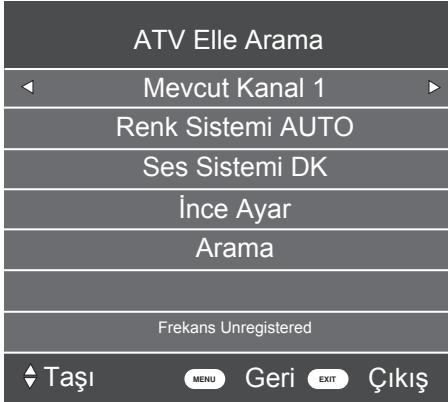 ATV Elle Arama
Mevcut Kanal 1
Renk Sistemi AUTO
Ses Sistemi DK
İnce Ayar
Arama
Frekans Unregistered
Taşı MENU Geri EXIT Çıkış